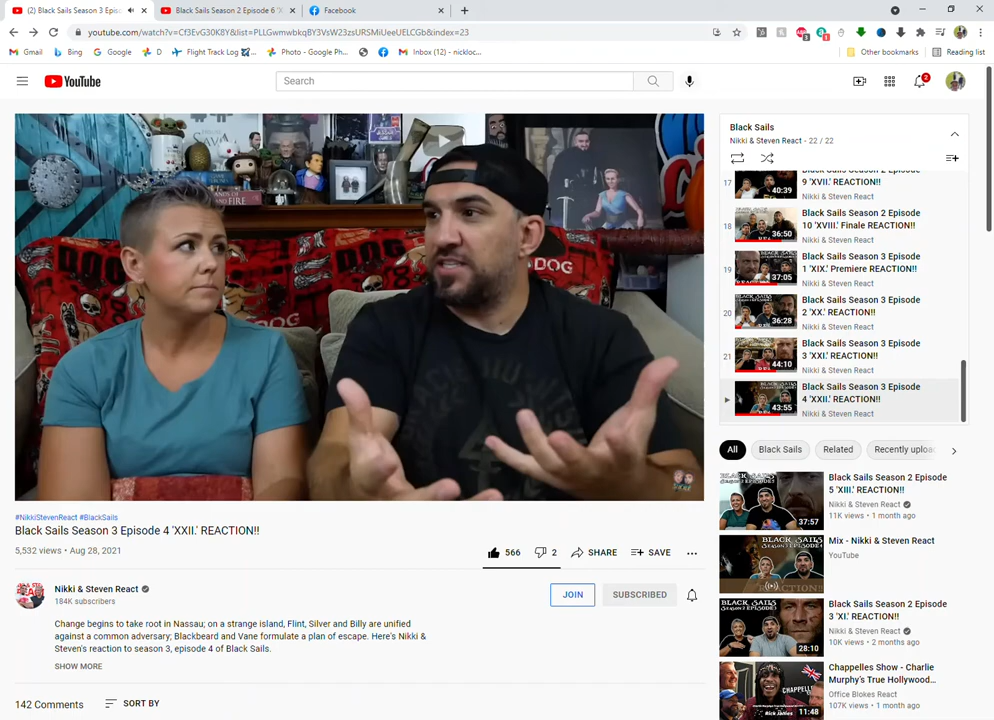 (2) Black Sails Season 3 Episo
Black Sails Season 2 Episode 6 'X
Facebook
youtube.com/watch?v=Cf3EvG30K8Y&list=PLLGwmwbkqBY3VsW23zsURSMiUeeUELCGb&index=23
Gmail
Bing
Google
Flight Track Log
Photo - Google Ph...
Inbox (12) - nickloc...
Other bookmarks
Reading list
YouTube
Search
2
Black Sails
Nikki & Steven React - 22 / 22
17
40:39
Black Sails Season 2 Episode
9 'XVII.' REACTION!!
Nikki & Steven React
18
36:50
Black Sails Season 2 Episode
10 'XVIII.' Finale REACTION!!
Nikki & Steven React
19
37:05
Black Sails Season 3 Episode
1 'XIX.' Premiere REACTION!!
Nikki & Steven React
20
36:28
Black Sails Season 3 Episode
2 'XX.' REACTION!!
Nikki & Steven React
21
44:10
Black Sails Season 3 Episode
3 'XXI.' REACTION!!
Nikki & Steven React
43:55
Black Sails Season 3 Episode
4 'XXII.' REACTION!!
Nikki & Steven React
DOG
All
Black Sails
Related
Recently uploa
#NikkiStevenReact #BlackSails
Black Sails Season 3 Episode 4 'XXII.' REACTION!!
5,532 views • Aug 28, 2021
566
2
SHARE
SAVE
Nikki & Steven React
184K subscribers
JOIN
SUBSCRIBED
Change begins to take root in Nassau; on a strange island, Flint, Silver and Billy are unified
against a common adversary; Blackbeard and Vane formulate a plan of escape. Here's Nikki &
Steven's reaction to season 3, episode 4 of Black Sails.
SHOW MORE
142 Comments
SORT BY
37:57
Black Sails Season 2 Episode
5 'XIII.' REACTION!!
Nikki & Steven React
11K views • 1 month ago
Mix - Nikki & Steven React
YouTube
28:10
Black Sails Season 2 Episode
3 'XI.' REACTION!!
Nikki & Steven React
10K views • 2 months ago
11:48
Chappelles Show - Charlie
Murphy's True Hollywood...
Office Blokes React
107K views • 1 month ago